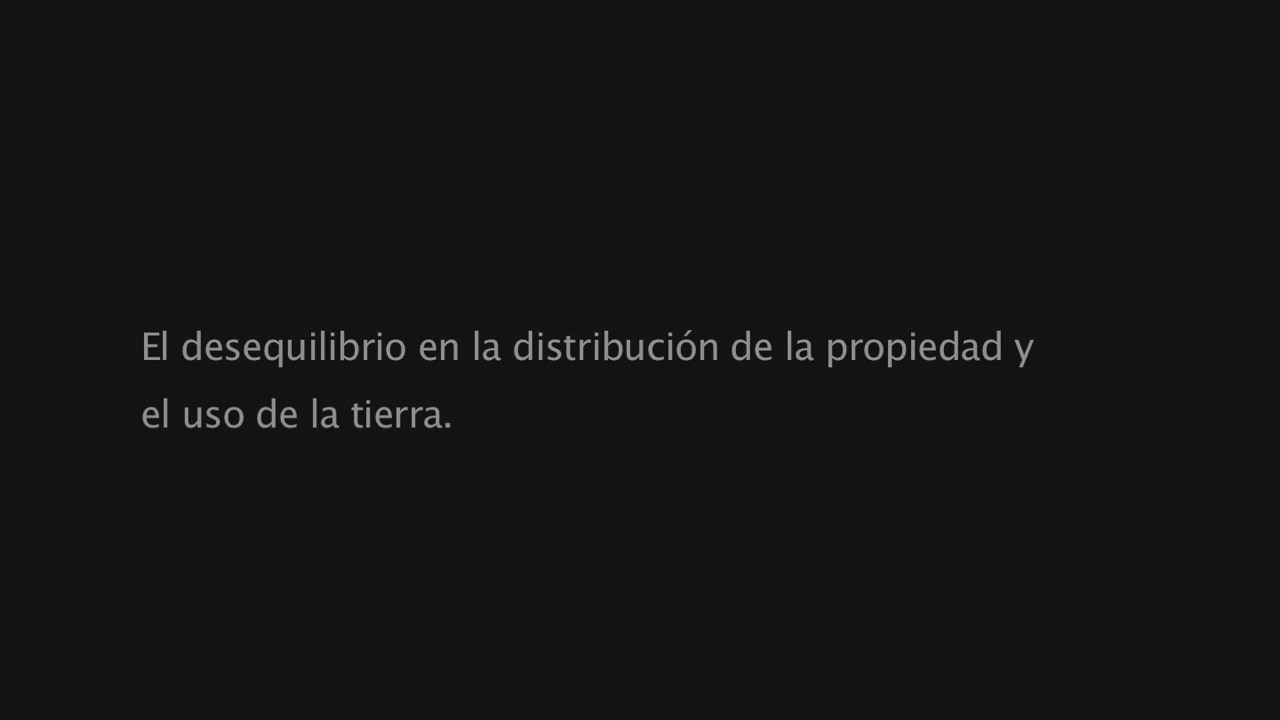 El desequilibrio en la distribución de la propiedad y
el uso de la tierra.